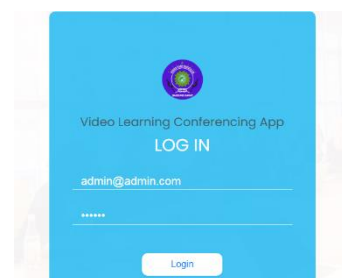 Video Learning Conferencing App
LOG IN
admin@admin.com
••••••
Login